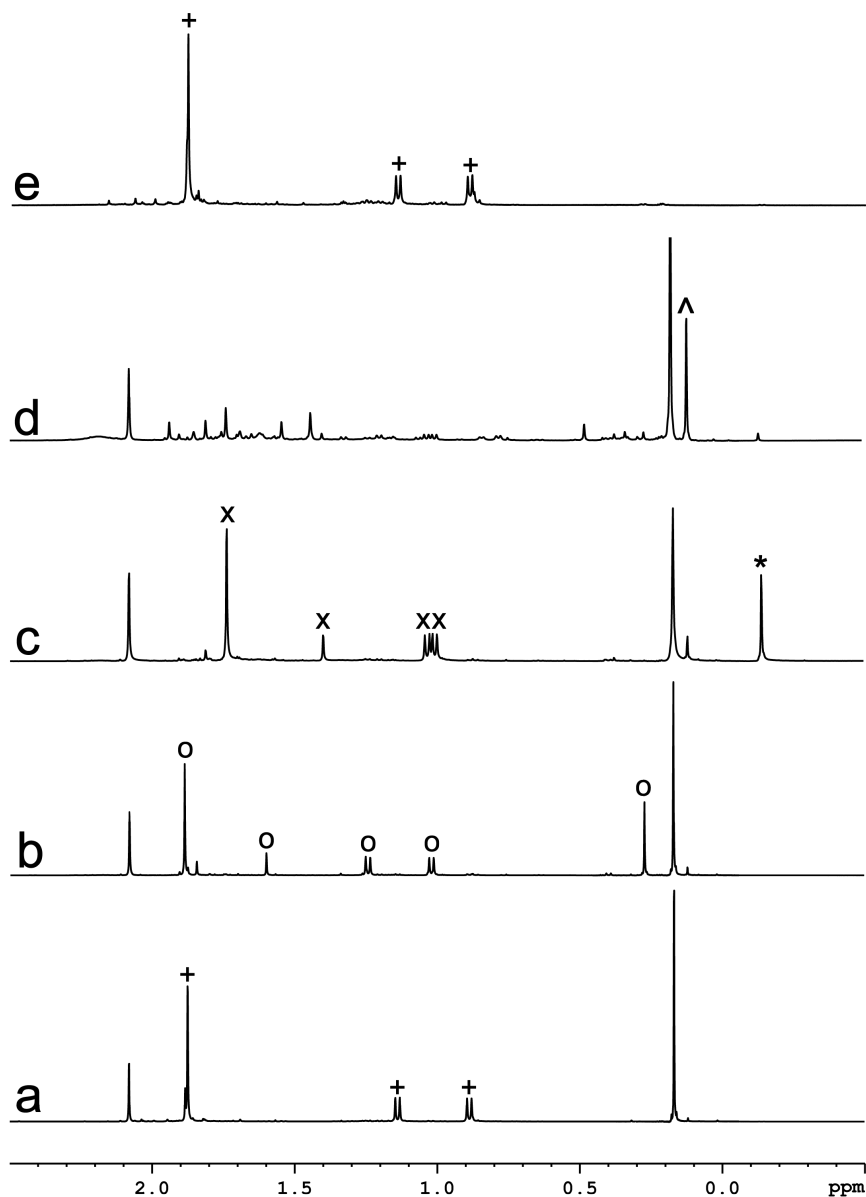 +
e + +
d ^
x
c x xx *
o
b o o o o
+
a + +
2.0 1.5 1.0 0.5 0.0 ppm